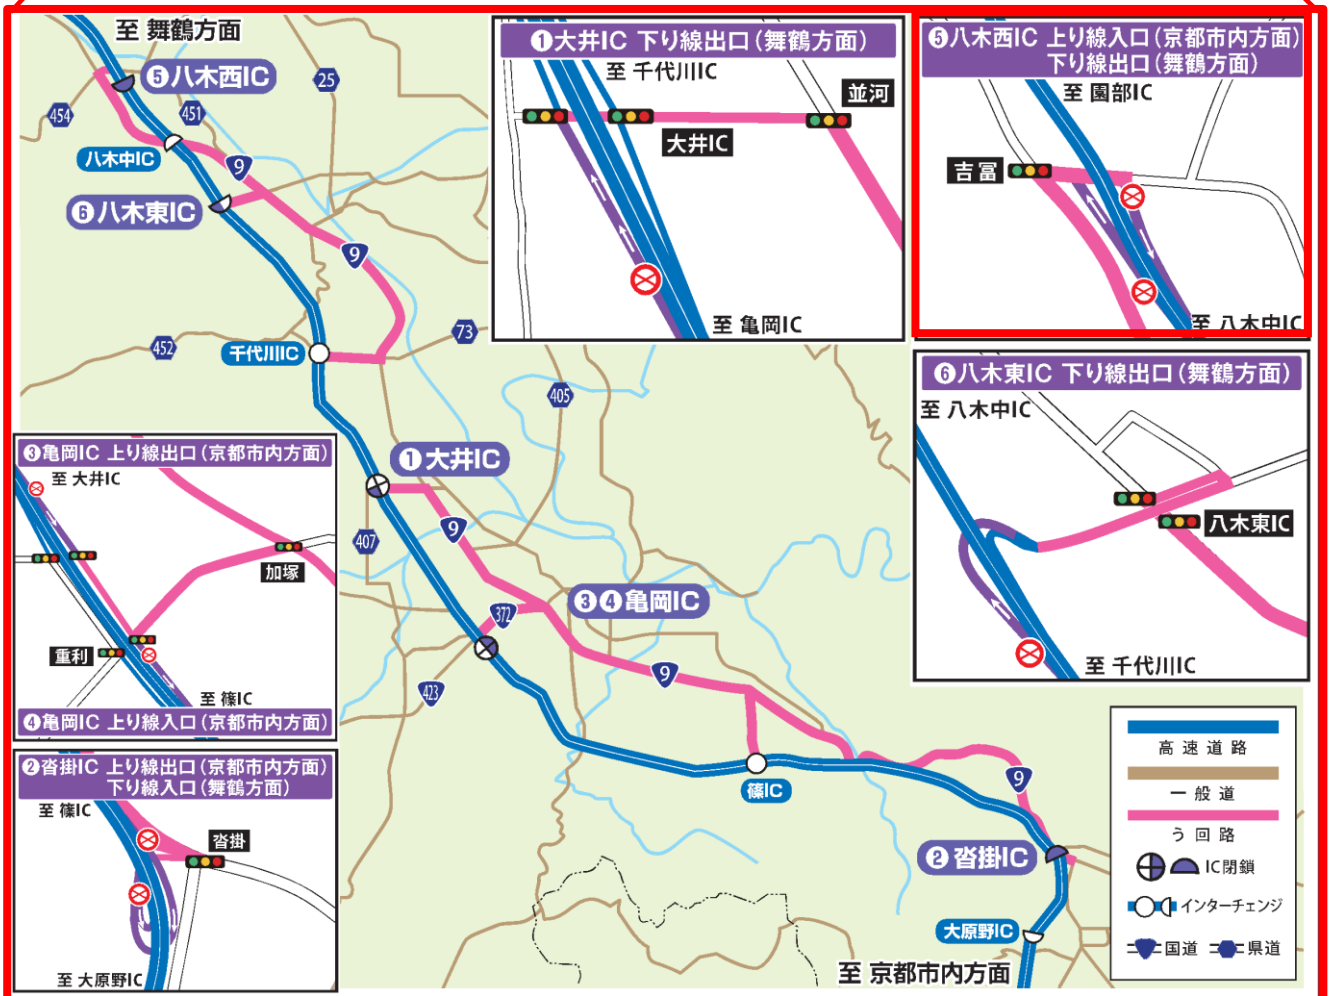 至 舞鶴方面
❺八木西IC
25
454
451
八木中IC
9
❻八木東IC
9
452
千代川IC
73
405
❶大井IC
9
407
❸❹亀岡IC
372
423
9
篠IC
9
❷沓掛IC
大原野IC
至 京都市内方面
❶大井IC 下り線出口(舞鶴方面)
至 千代川IC
並河
大井IC
至 亀岡IC
❺八木西IC 上り線入口(京都市内方面)
下り線出口(舞鶴方面)
至 園部IC
吉冨
至 八木中IC
❻八木東IC 下り線出口(舞鶴方面)
至 八木中IC
八木東IC
至 千代川IC
❸亀岡IC 上り線出口(京都市内方面)
至 大井IC
加塚
重利
至 篠IC
❹亀岡IC 上り線入口(京都市内方面)
❷沓掛IC 上り線出口(京都市内方面)
下り線入口(舞鶴方面)
至 篠IC
沓掛
至 大原野IC
高速道路
一般道
う回路
IC閉鎖
インターチェンジ
国道 県道